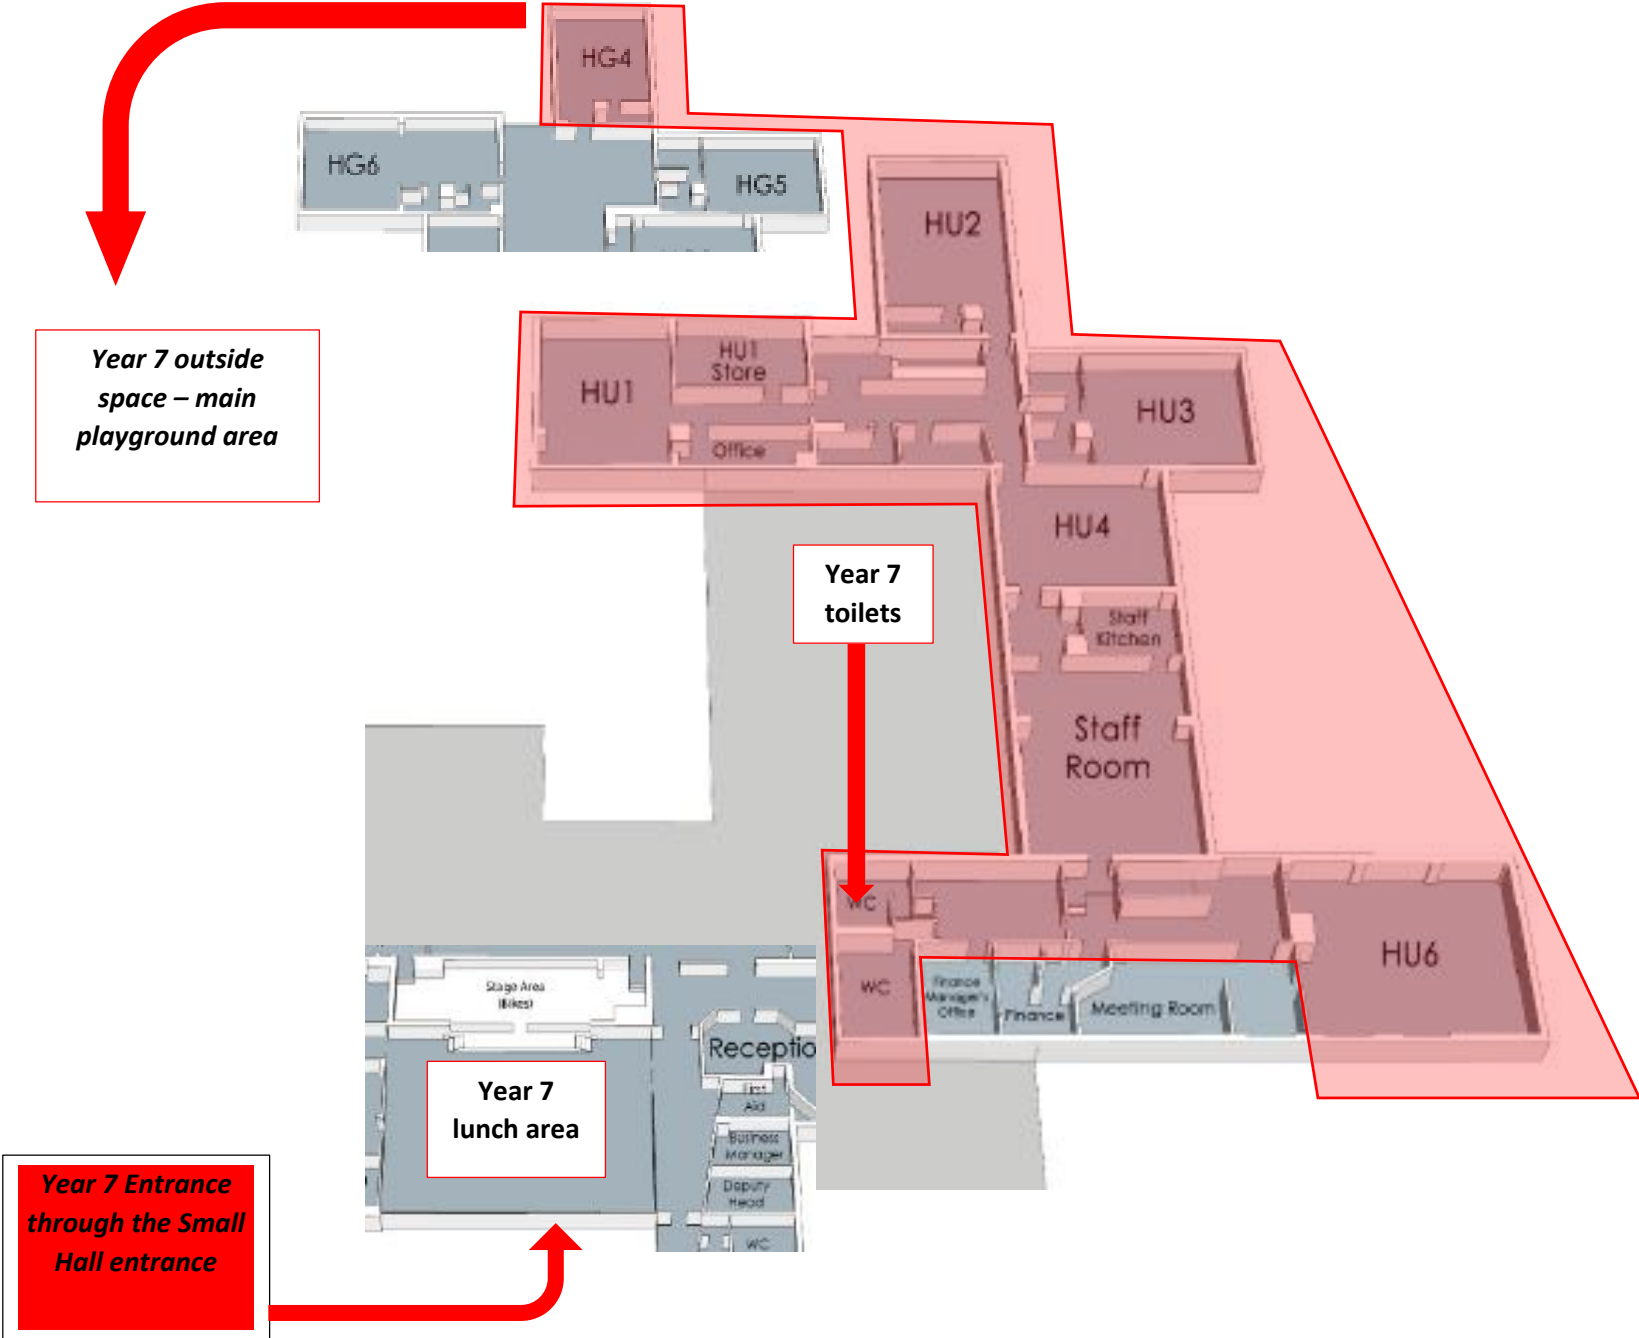 HG4
HG6
HG5
HU2
Year 7 outside
space – main
playground area
HU1
HU1
Store
Office
HU3
HU4
Year 7
toilets
Staff
Kitchen
Staff
Room
WC
WC
Finance
Manager's
Office
Finance
Meeting Room
HU6
Stage Area
(Bikes)
Receptio
First
Aid
Business
Manager
Deputy
Head
WC
Year 7
lunch area
Year 7 Entrance
through the Small
Hall entrance